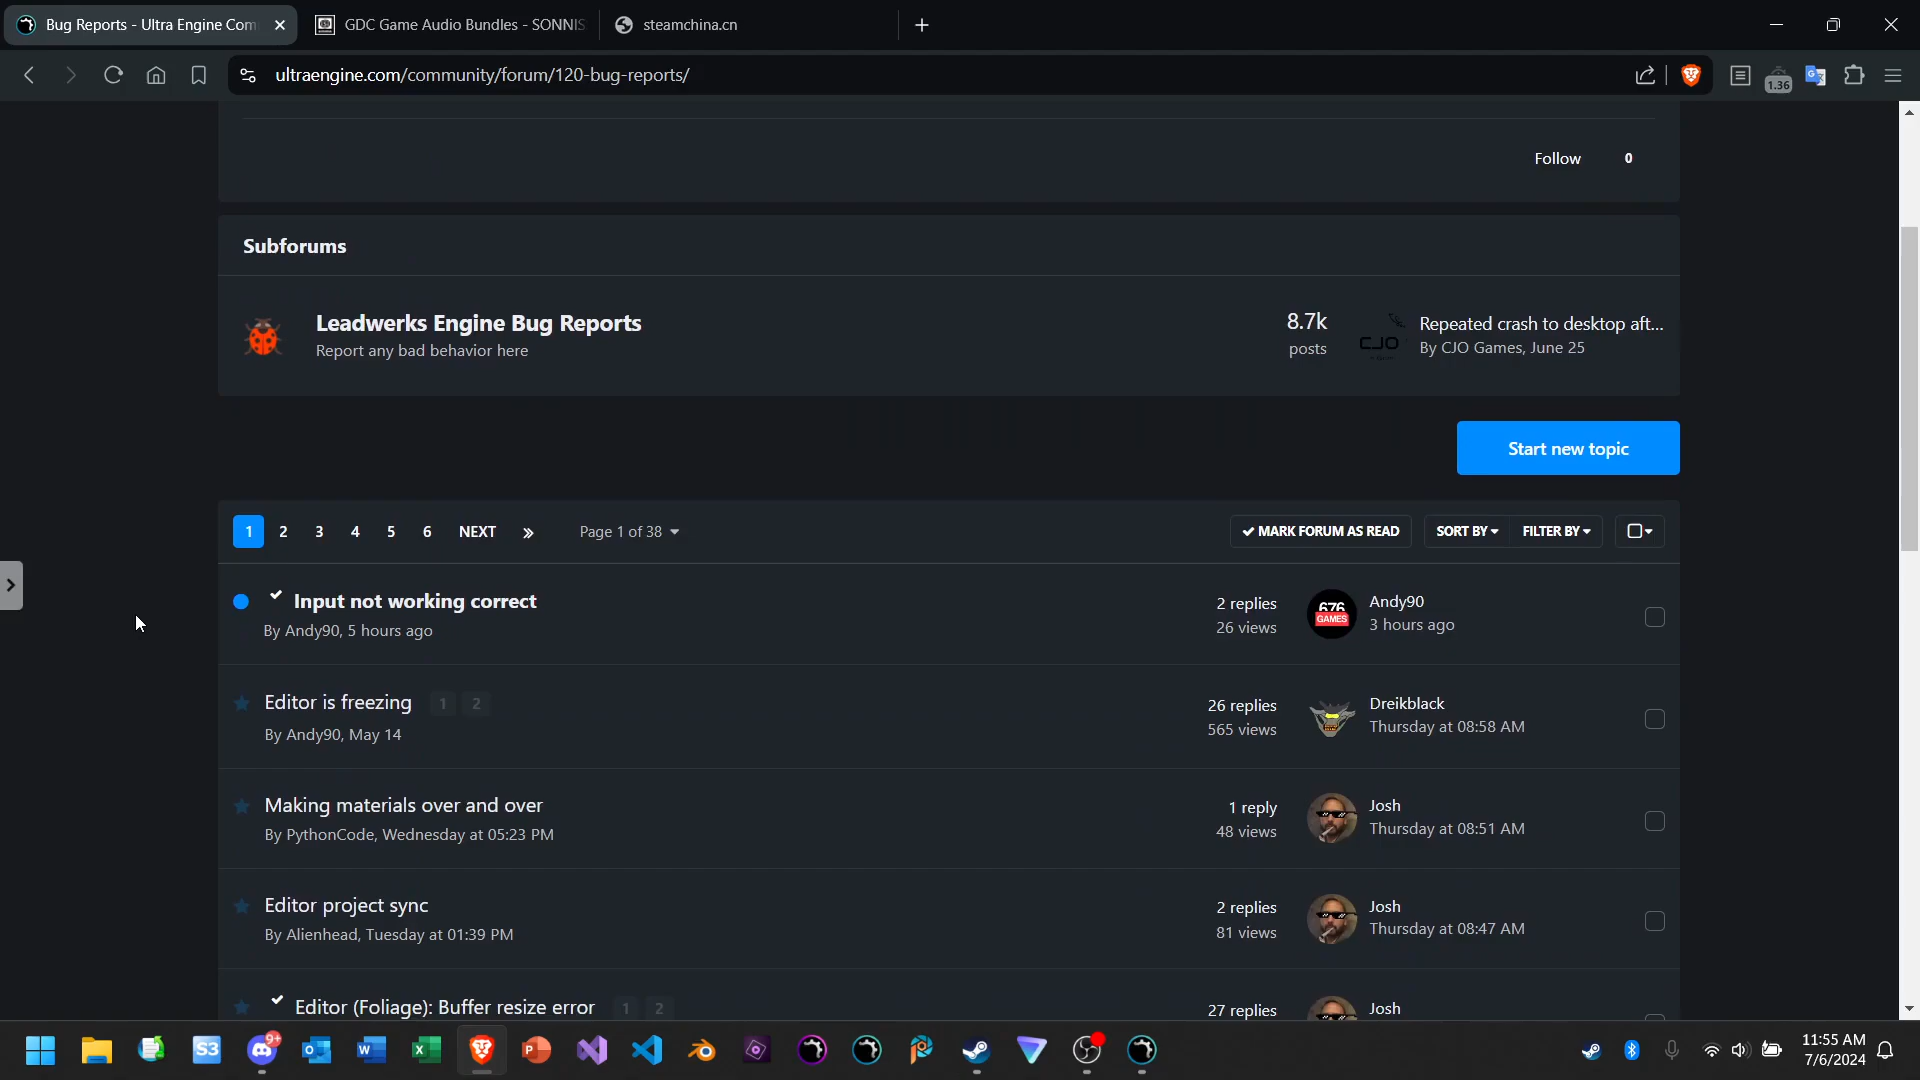 Bug Reports - Ultra Engine Com
GDC Game Audio Bundles - SONNIS
steamchina.cn
ultraengine.com/community/forum/120-bug-reports/
1.36
Follow 0
Subforums
Leadwerks Engine Bug Reports
Report any bad behavior here
8.7k
posts
CJO
Repeated crash to desktop aft...
By CJO Games, June 25
Start new topic
1 2 3 4 5 6 NEXT » Page 1 of 38
MARK FORUM AS READ SORT BY FILTER BY
Input not working correct
By Andy90, 5 hours ago
2 replies
26 views
676
GAMES
Andy90
3 hours ago
Editor is freezing 1 2
By Andy90, May 14
26 replies
565 views
Dreikblack
Thursday at 08:58 AM
Making materials over and over
By PythonCode, Wednesday at 05:23 PM
1 reply
48 views
Josh
Thursday at 08:51 AM
Editor project sync
By Alienhead, Tuesday at 01:39 PM
2 replies
81 views
Josh
Thursday at 08:47 AM
Editor (Foliage): Buffer resize error 1 2
27 replies
Josh
S3
9+
11:55 AM
7/6/2024